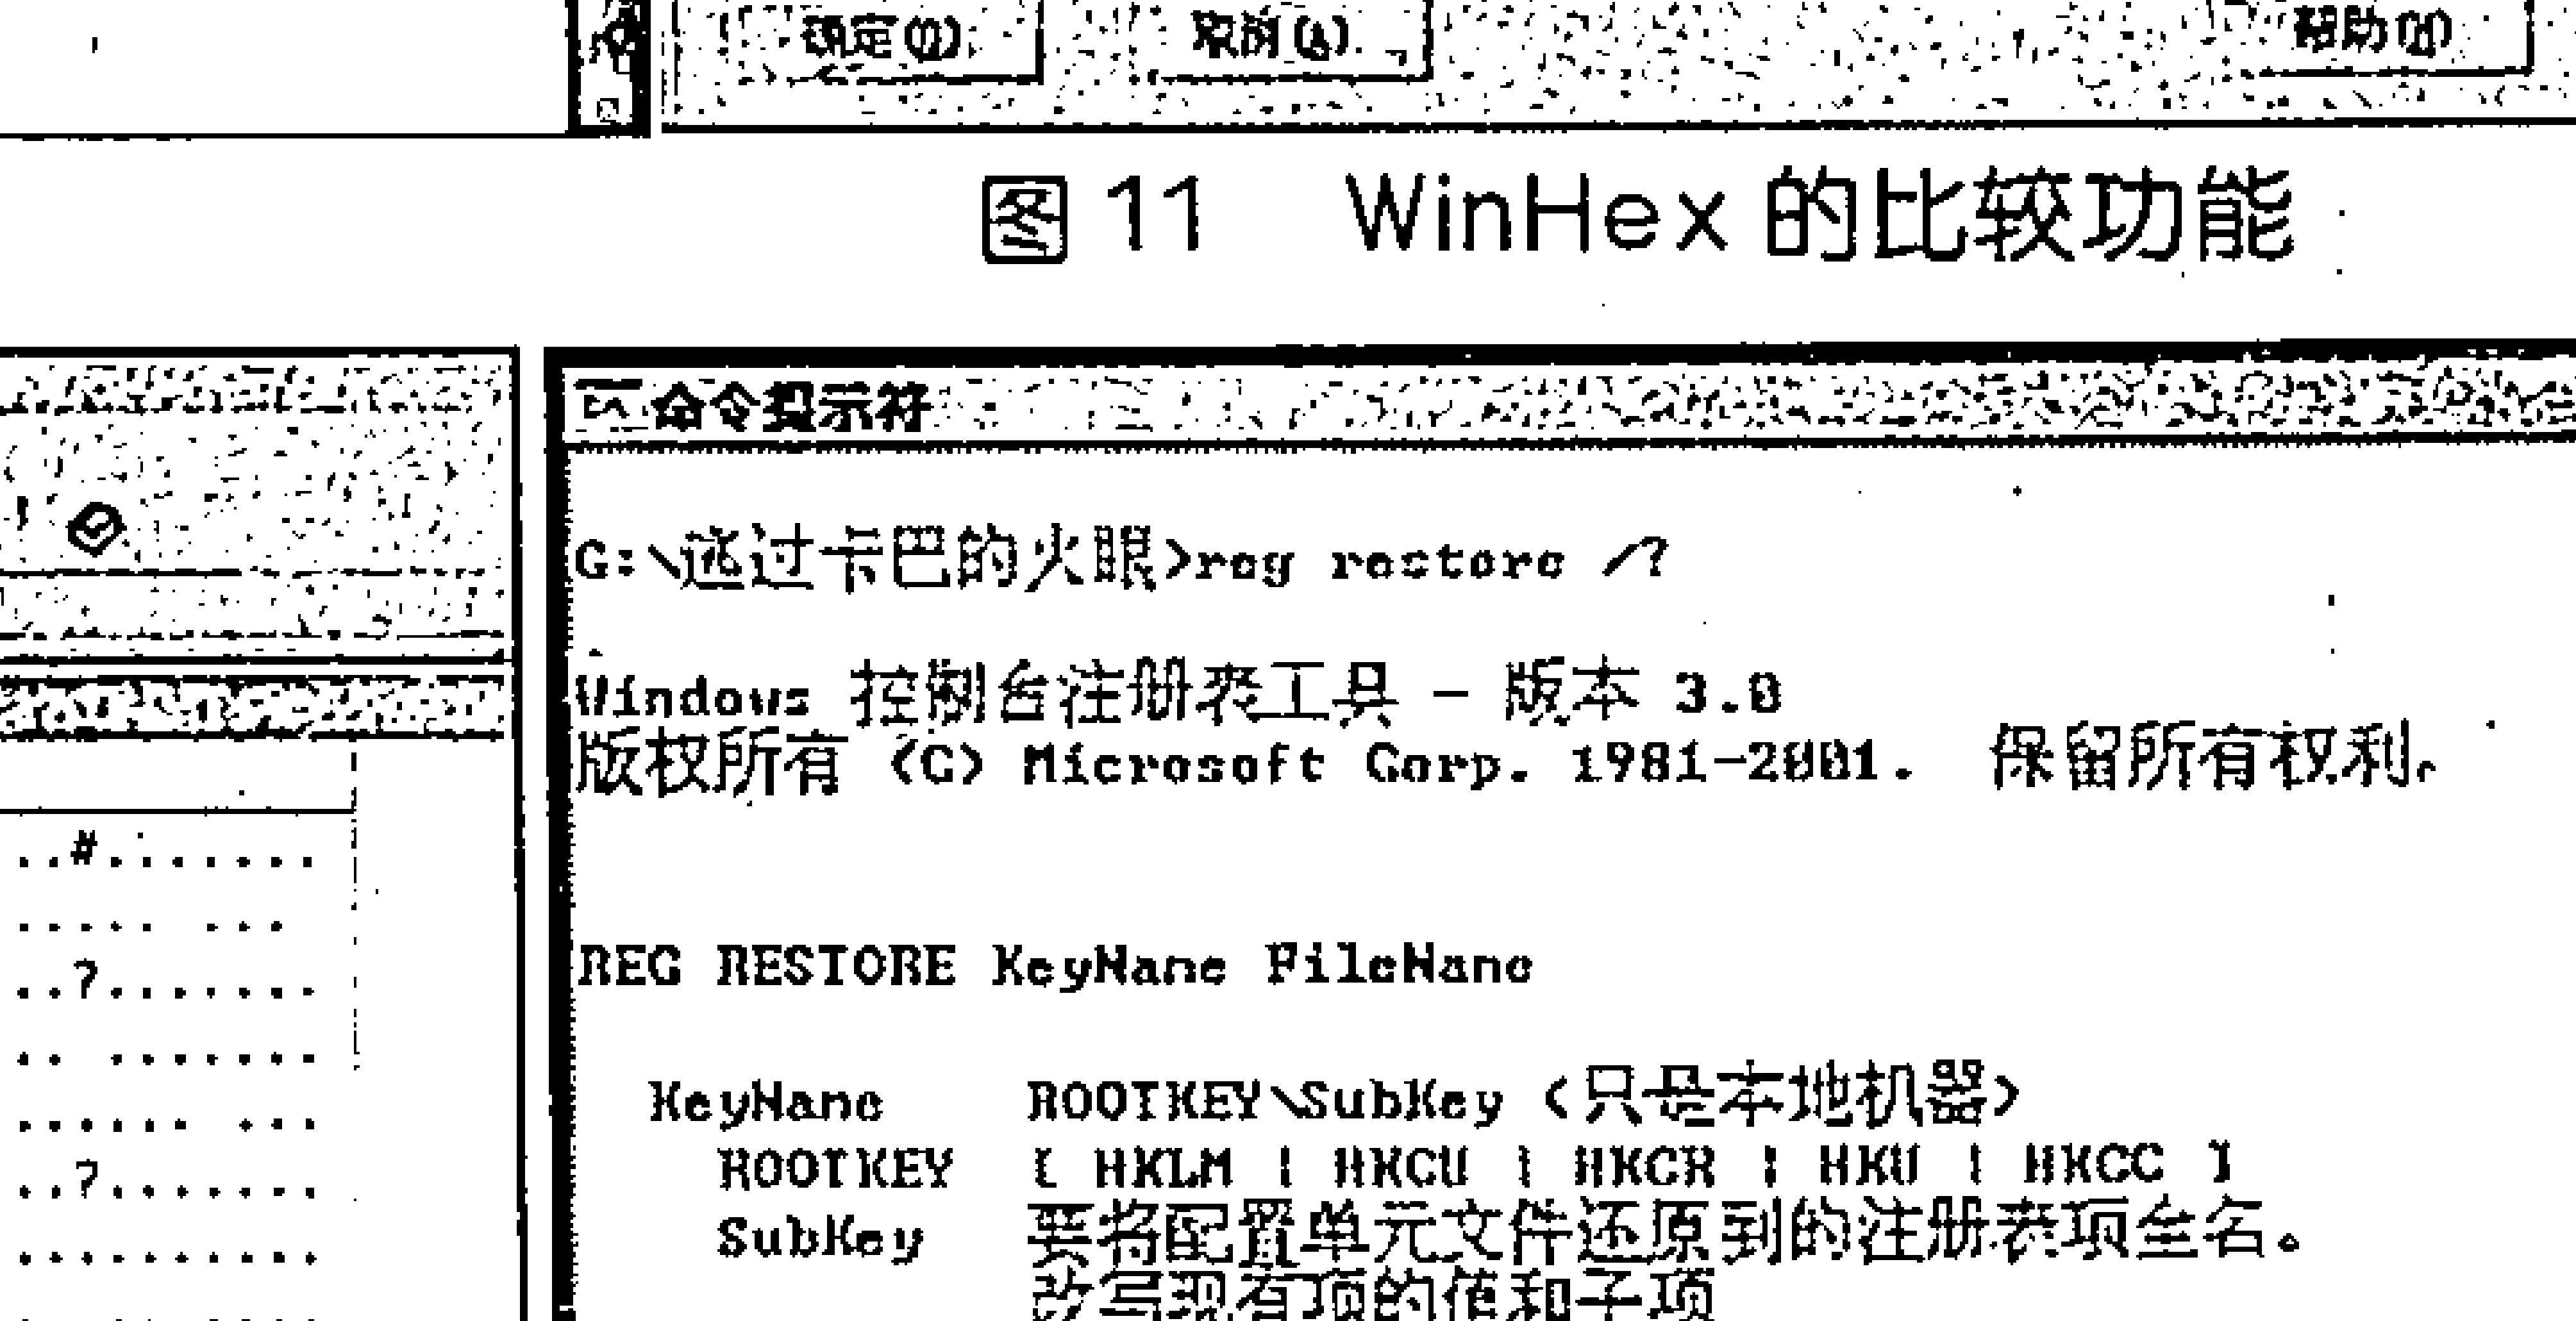 确定(O) 取消(A) 帮助(H)
图 11 WinHex 的比较功能
命令提示符
G:\逃过卡巴的火眼>reg restore /?
Windows 控制台注册表工具 - 版本 3.0
版权所有 (C) Microsoft Corp. 1981-2001. 保留所有权利。
REG RESTORE KeyName FileName
KeyName ROOTKEY\SubKey (只是本地机器)
ROOTKEY [ HKLM | HKCU | HKCR | HKU | HKCC ]
SubKey 要将配置单元文件还原到的注册表项全名。
改写现有项的值和子项
..#.......
..... ...
..?.......
.. .......
...... ...
..?.......
..........